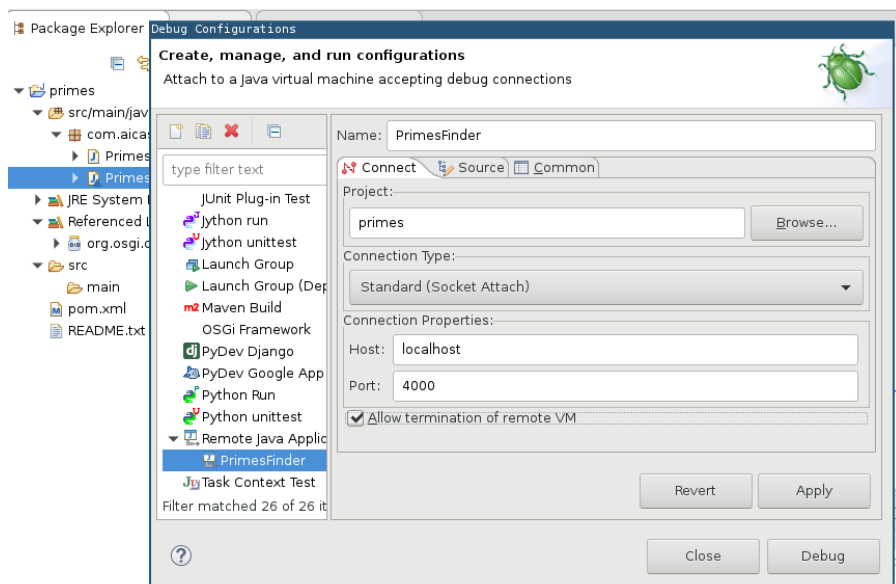 Package Explorer
primes
src/main/jav
com.aicas
Primes
Primes
JRE System
Referenced L
org.osgi.c
src
main
pom.xml
README.txt
Debug Configurations
Create, manage, and run configurations
Attach to a Java virtual machine accepting debug connections
type filter text
JUnit Plug-in Test
Jython run
Jython unittest
Launch Group
Launch Group (Dep
m2 Maven Build
OSGi Framework
dj PyDev Django
PyDev Google App
Python Run
Python unittest
Remote Java Applic
PrimesFinder
Ju Task Context Test
Filter matched 26 of 26 it
Name: PrimesFinder
Connect Source Common
Project:
primes Browse...
Connection Type:
Standard (Socket Attach)
Connection Properties:
Host: localhost
Port: 4000
Allow termination of remote VM
Revert Apply
? Close Debug